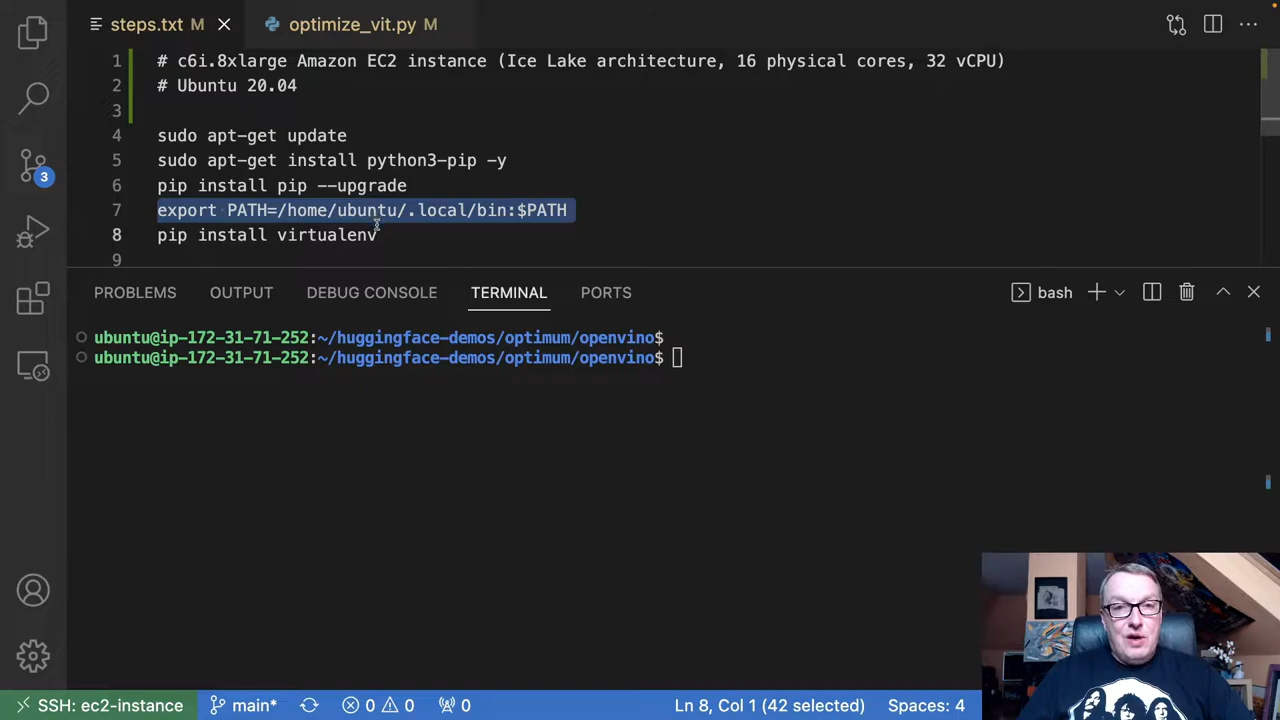 steps.txt M
optimize_vit.py M
1 # c6i.8xlarge Amazon EC2 instance (Ice Lake architecture, 16 physical cores, 32 vCPU)
2 # Ubuntu 20.04
3
4 sudo apt-get update
5 sudo apt-get install python3-pip -y
6 pip install pip --upgrade
7 export PATH=/home/ubuntu/.local/bin:$PATH
8 pip install virtualenv
9
3
PROBLEMS OUTPUT DEBUG CONSOLE TERMINAL PORTS bash
ubuntu@ip-172-31-71-252:~/huggingface-demos/optimum/openvino$
ubuntu@ip-172-31-71-252:~/huggingface-demos/optimum/openvino$
SSH: ec2-instance main* 0 0 0 Ln 8, Col 1 (42 selected) Spaces: 4